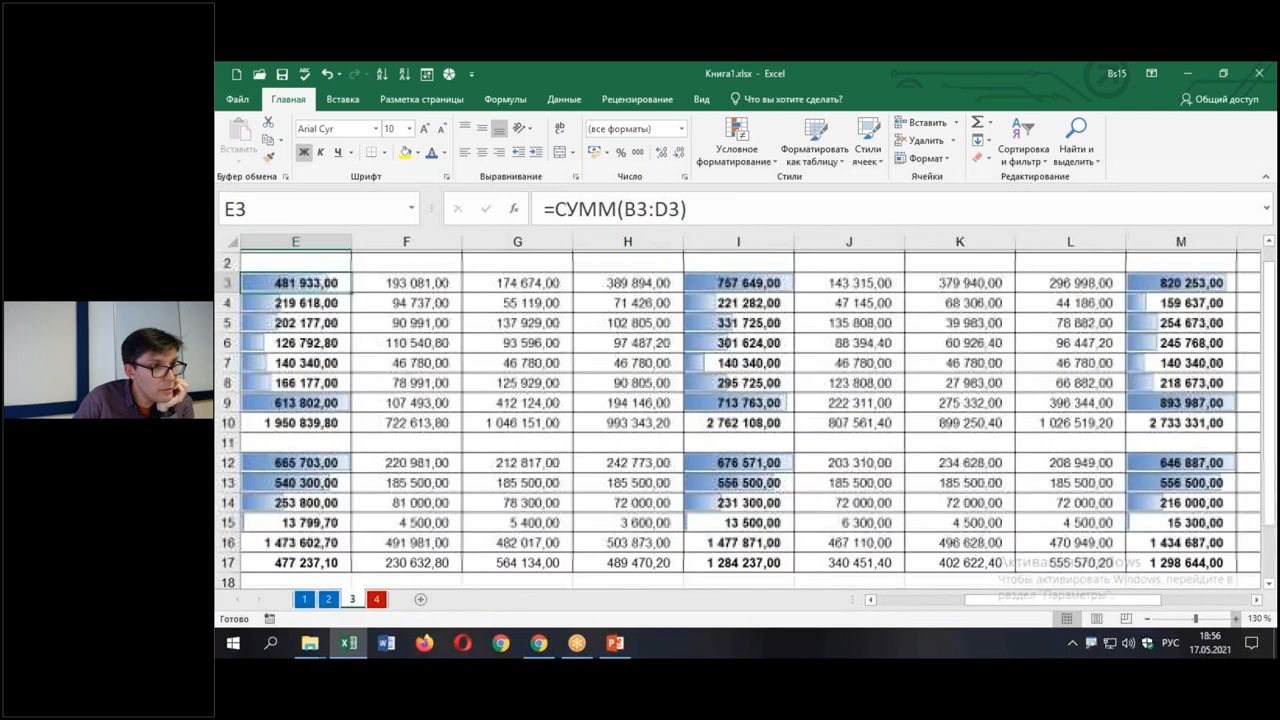 Книга1.xlsx - Excel
Bs15
Файл Главная Вставка Разметка страницы Формулы Данные Рецензирование Вид Что вы хотите сделать? Общий доступ
Вставить
Arial Cyr 10
Ж К Ч
(все форматы)
% 000
Условное форматирование
Форматировать как таблицу
Стили ячеек
Вставить
Удалить
Формат
Сортировка и фильтр
Найти и выделить
Буфер обмена Шрифт Выравнивание Число Стили Ячейки Редактирование
E3 fx =СУММ(B3:D3)
E F G H I J K L M
2
3 481 933,00 193 081,00 174 674,00 389 894,00 757 649,00 143 315,00 379 940,00 296 998,00 820 253,00
4 219 618,00 94 737,00 55 119,00 71 426,00 221 282,00 47 145,00 68 306,00 44 186,00 159 637,00
5 202 177,00 90 991,00 137 929,00 102 805,00 331 725,00 135 808,00 39 983,00 78 882,00 254 673,00
6 126 792,80 110 540,80 93 596,00 97 487,20 301 624,00 88 394,40 60 926,40 96 447,20 245 768,00
7 140 340,00 46 780,00 46 780,00 46 780,00 140 340,00 46 780,00 46 780,00 46 780,00 140 340,00
8 166 177,00 78 991,00 125 929,00 90 805,00 295 725,00 123 808,00 27 983,00 66 882,00 218 673,00
9 613 802,00 107 493,00 412 124,00 194 146,00 713 763,00 222 311,00 275 332,00 396 344,00 893 987,00
10 1 950 839,80 722 613,80 1 046 151,00 993 343,20 2 762 108,00 807 561,40 899 250,40 1 026 519,20 2 733 331,00
11
12 665 703,00 220 981,00 212 817,00 242 773,00 676 571,00 203 310,00 234 628,00 208 949,00 646 887,00
13 540 300,00 185 500,00 185 500,00 185 500,00 556 500,00 185 500,00 185 500,00 185 500,00 556 500,00
14 253 800,00 81 000,00 78 300,00 72 000,00 231 300,00 72 000,00 72 000,00 72 000,00 216 000,00
15 13 799,70 4 500,00 5 400,00 3 600,00 13 500,00 6 300,00 4 500,00 4 500,00 15 300,00
16 1 473 602,70 491 981,00 482 017,00 503 873,00 1 477 871,00 467 110,00 496 628,00 470 949,00 1 434 687,00
17 477 237,10 230 632,80 564 134,00 489 470,20 1 284 237,00 340 451,40 402 622,40 555 570,20 1 298 644,00
18
Активация Windows
Чтобы активировать Windows, перейдите в
раздел "Параметры".
1 2 3 4
Готово
130 %
РУС
18:56
17.05.2021